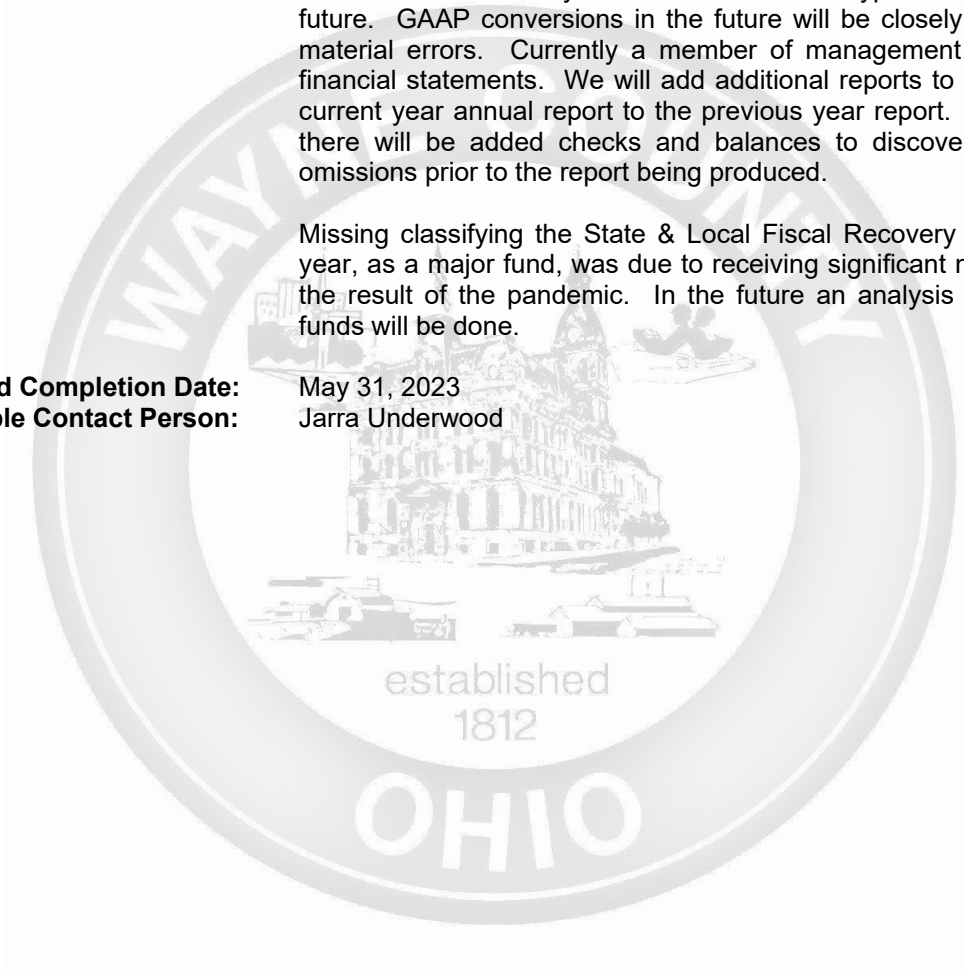 future. GAAP conversions in the future will be closely
material errors. Currently a member of management
financial statements. We will add additional reports to
current year annual report to the previous year report.
there will be added checks and balances to discove
omissions prior to the report being produced.
Missing classifying the State & Local Fiscal Recovery
year, as a major fund, was due to receiving significant
the result of the pandemic. In the future an analysis
funds will be done.
d Completion Date: May 31, 2023
ble Contact Person: Jarra Underwood
WAYNE COUNTY
established
1812
OHIO